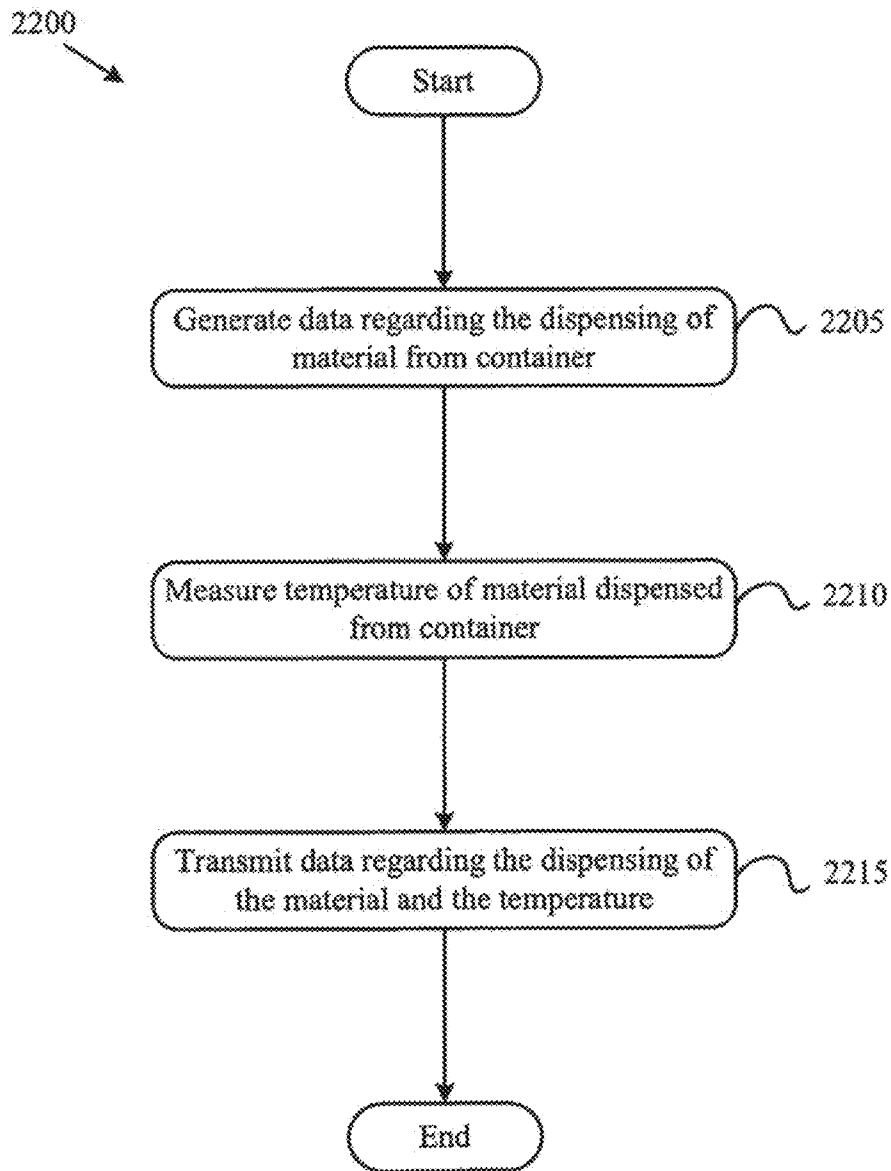 2200
Start
Generate data regarding the dispensing of
material from container
2205
Measure temperature of material dispensed
from container
2210
Transmit data regarding the dispensing of
the material and the temperature
2215
End